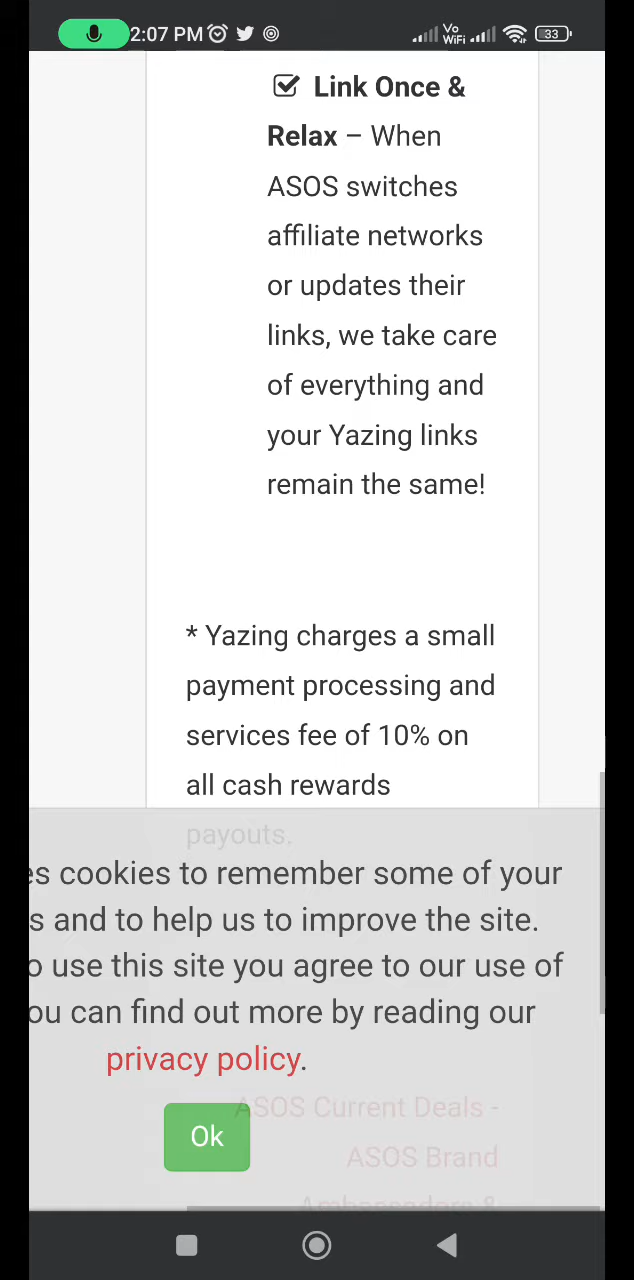 2:07 PM
Vo
WiFi
33
Link Once &
Relax – When
ASOS switches
affiliate networks
or updates their
links, we take care
of everything and
your Yazing links
remain the same!
* Yazing charges a small
payment processing and
services fee of 10% on
all cash rewards
payouts.
es cookies to remember some of your
s and to help us to improve the site.
o use this site you agree to our use of
ou can find out more by reading our
privacy policy.
ASOS Current Deals -
Ok
ASOS Brand
Ambassadors &